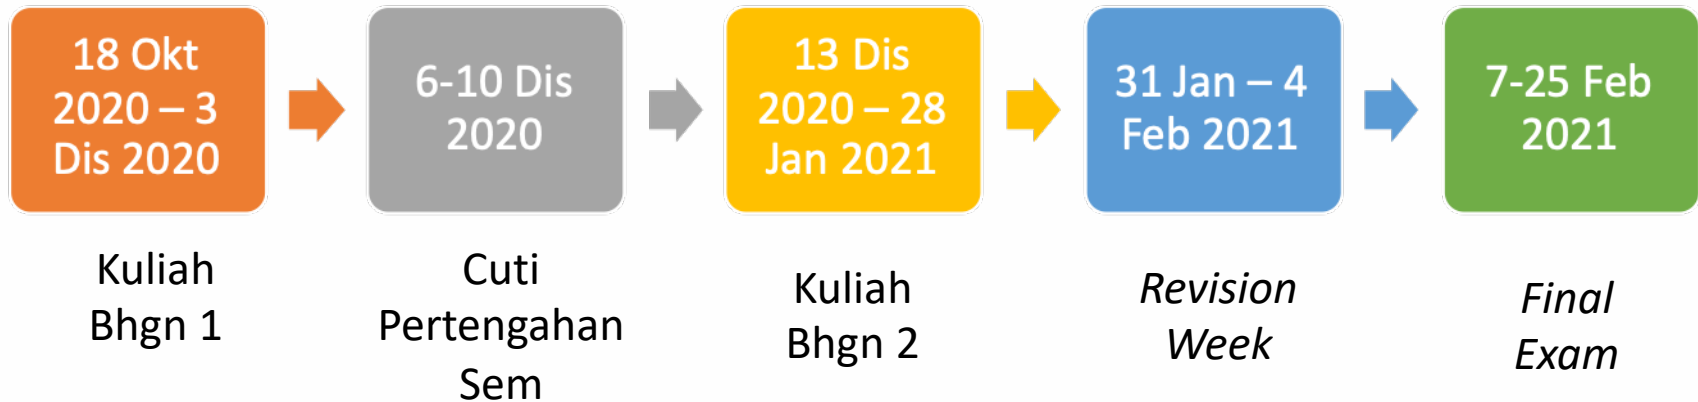 18 Okt
2020 – 3
Dis 2020
6-10 Dis
2020
13 Dis
2020 – 28
Jan 2021
31 Jan – 4
Feb 2021
7-25 Feb
2021
Kuliah
Bhgn 1
Cuti
Pertengahan
Sem
Kuliah
Bhgn 2
Revision
Week
Final
Exam